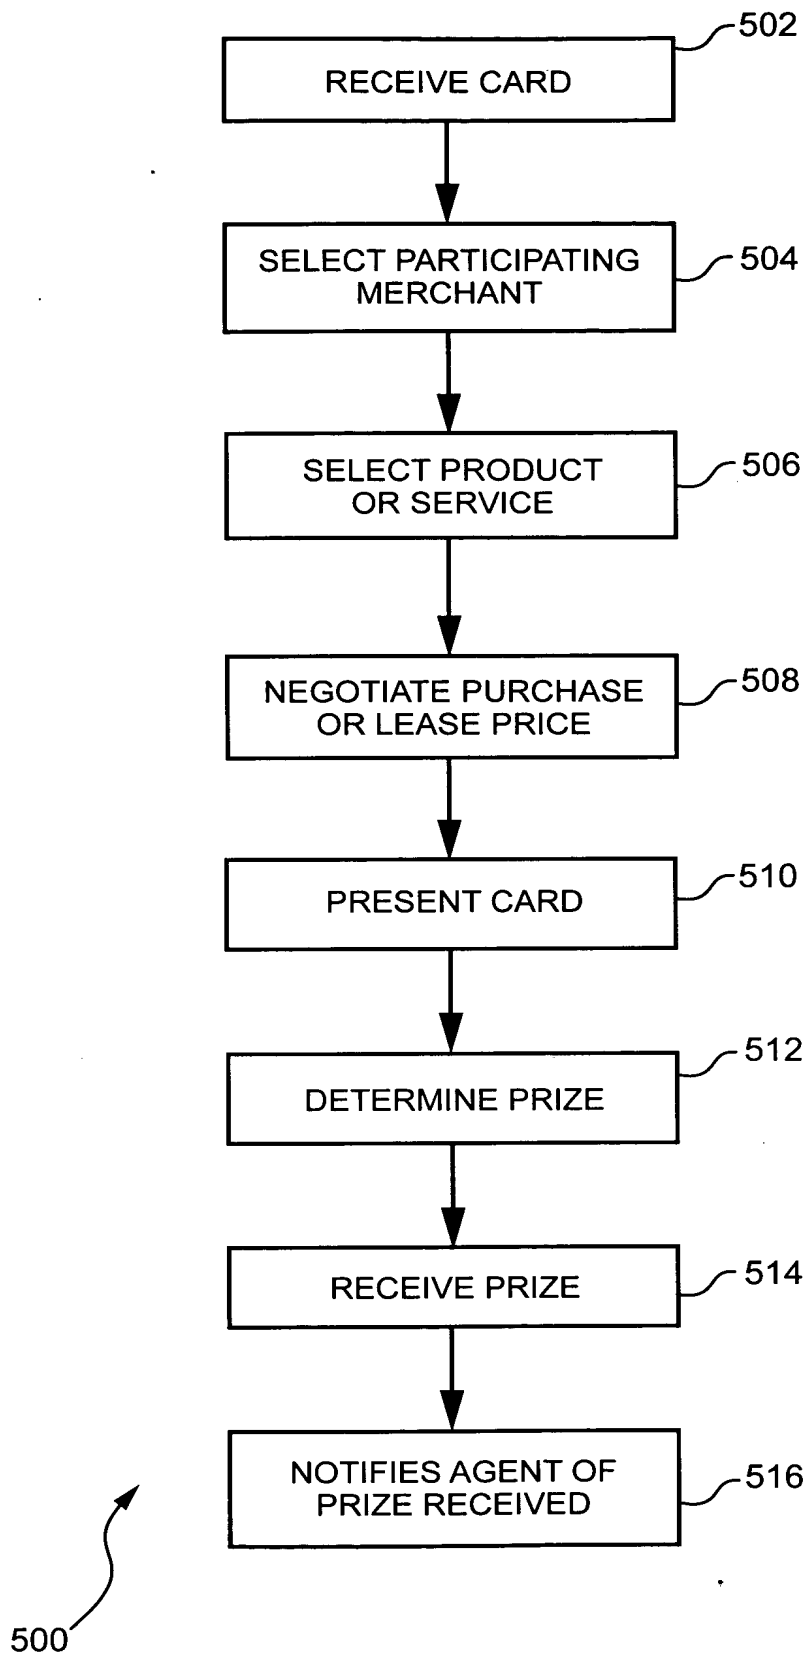 502
RECEIVE CARD
SELECT PARTICIPATING
MERCHANT
504
SELECT PRODUCT
OR SERVICE
506
NEGOTIATE PURCHASE
OR LEASE PRICE
508
PRESENT CARD
510
512
DETERMINE PRIZE
RECEIVE PRIZE
514
NOTIFIES AGENT OF
PRIZE RECEIVED
516
500